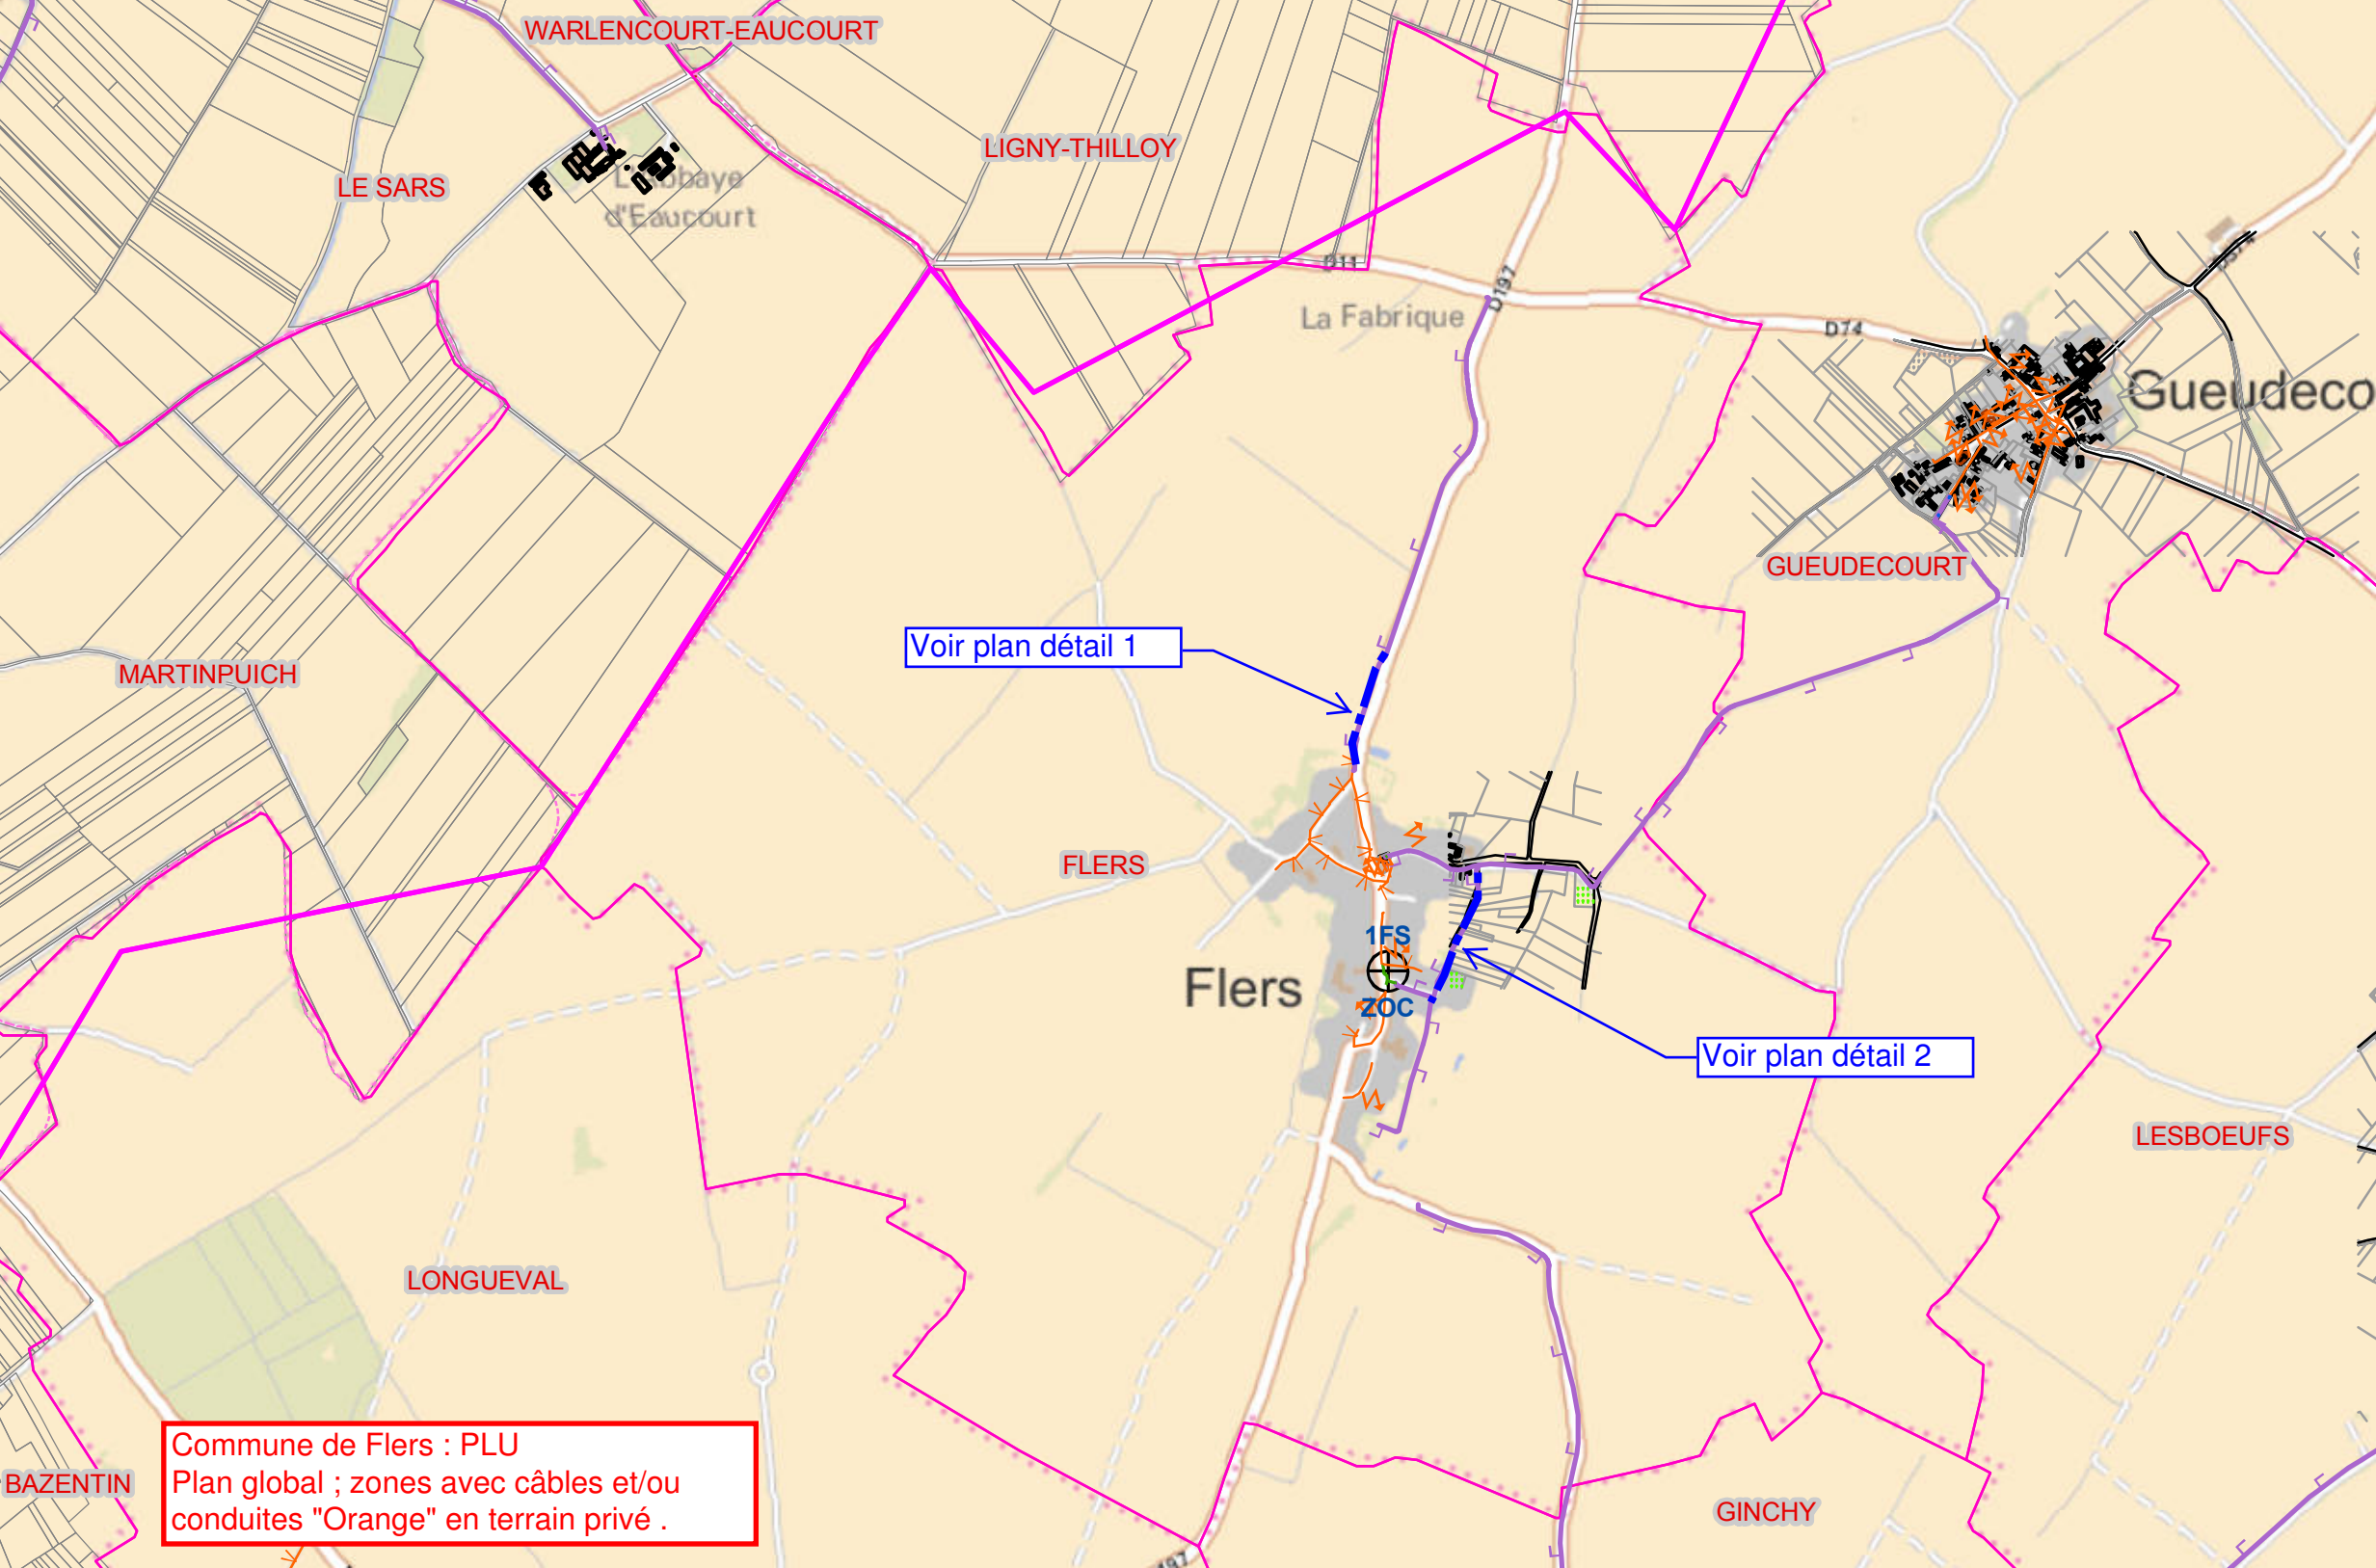 WARLENCOURT-EAUCOURT
LIGNY-THILLOY
LE SARS
L'Abbaye
d'Eaucourt
D11
D197
La Fabrique
D74
Gueudeco
GUEUDECOURT
Voir plan détail 1
MARTINPUICH
FLERS
1FS
Flers
ZOC
Voir plan détail 2
LESBOEUFS
LONGUEVAL
Commune de Flers : PLU
Plan global ; zones avec câbles et/ou
conduites "Orange" en terrain privé .
BAZENTIN
GINCHY